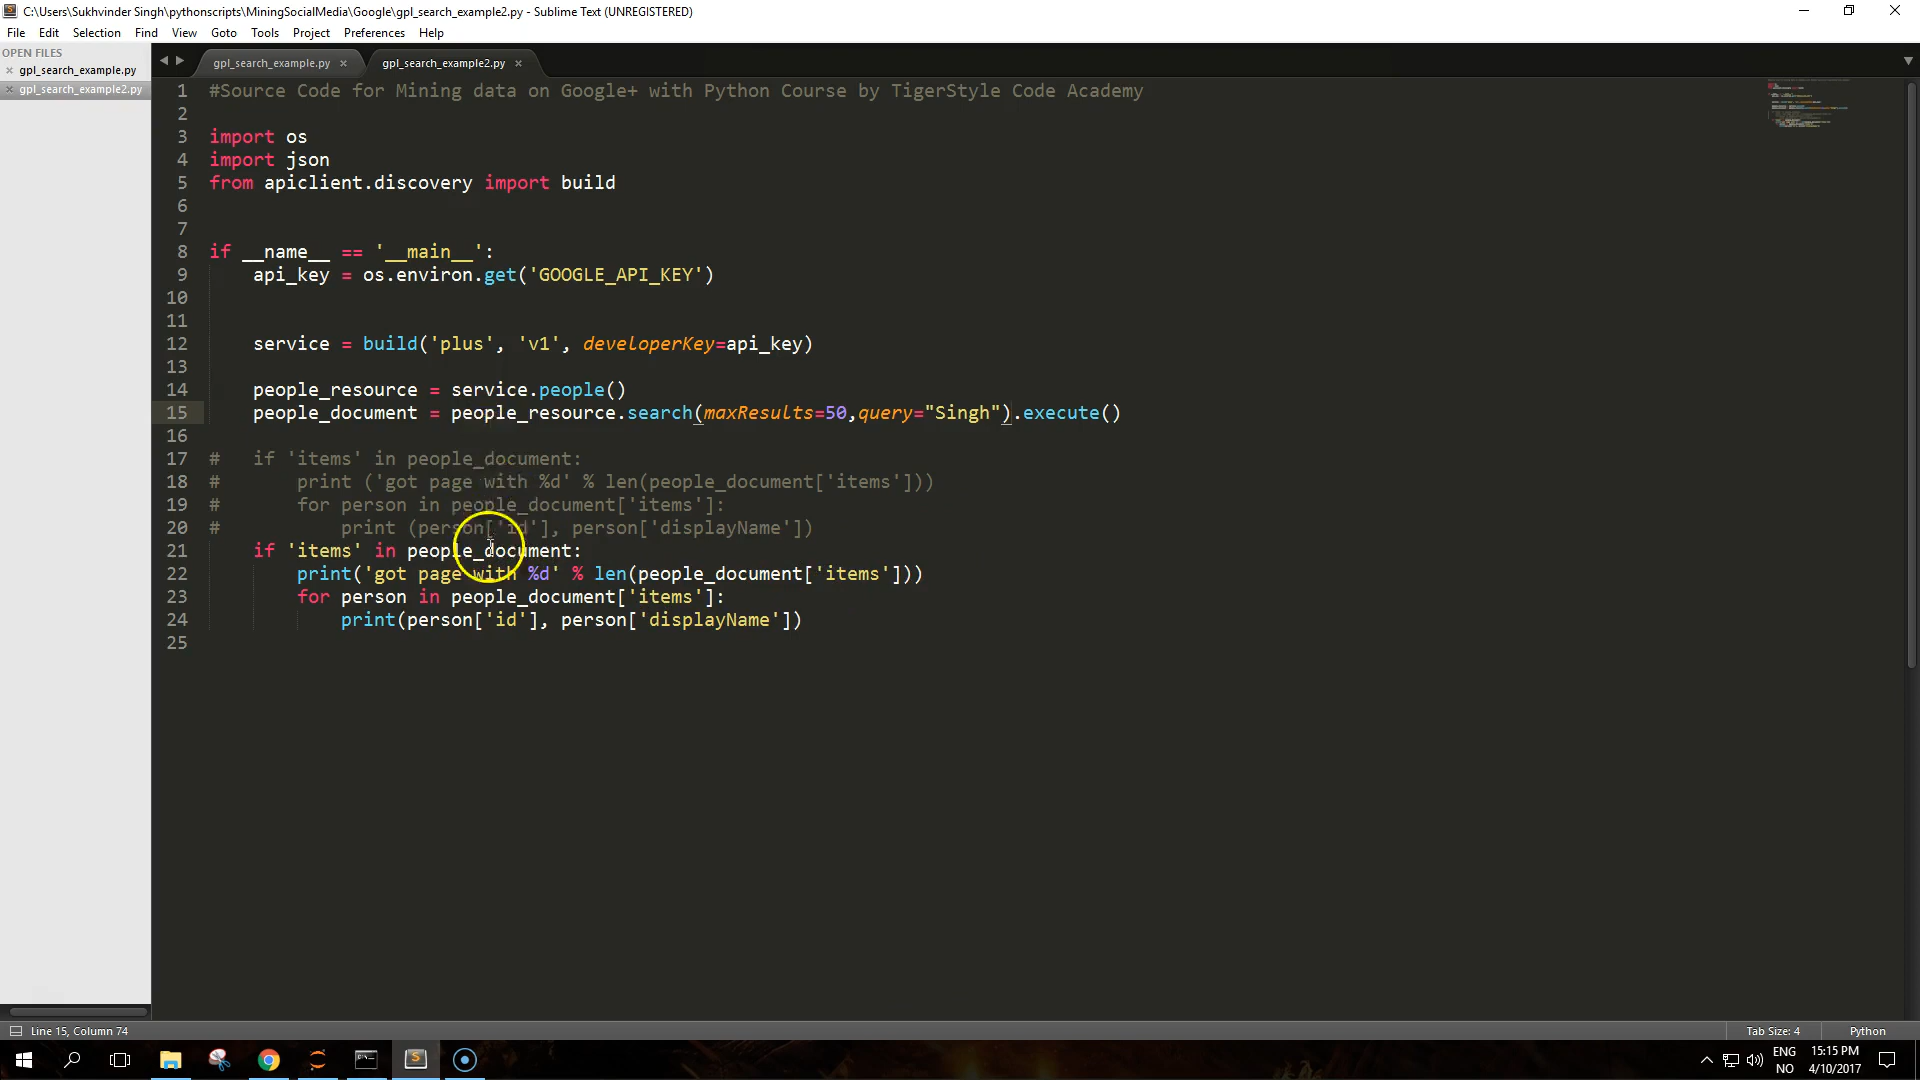 C:\Users\Sukhvinder Singh\pythonscripts\MiningSocialMedia\Google\gpl_search_example2.py - Sublime Text (UNREGISTERED)
File Edit Selection Find View Goto Tools Project Preferences Help
OPEN FILES
gpl_search_example.py
gpl_search_example2.py
gpl_search_example.py gpl_search_example2.py
1 #Source Code for Mining data on Google+ with Python Course by TigerStyle Code Academy
2
3 import os
4 import json
5 from apiclient.discovery import build
6
7
8 if __name__ == '__main__':
9     api_key = os.environ.get('GOOGLE_API_KEY')
10
11
12     service = build('plus', 'v1', developerKey=api_key)
13
14     people_resource = service.people()
15     people_document = people_resource.search(maxResults=50,query="Singh").execute()
16
17 #   if 'items' in people_document:
18 #       print ('got page with %d' % len(people_document['items']))
19 #       for person in people_document['items']:
20 #           print (person['id'], person['displayName'])
21     if 'items' in people_document:
22         print('got page with %d' % len(people_document['items']))
23         for person in people_document['items']:
24             print(person['id'], person['displayName'])
25
Line 15, Column 74
Tab Size: 4
Python
ENG
NO
15:15 PM
4/10/2017